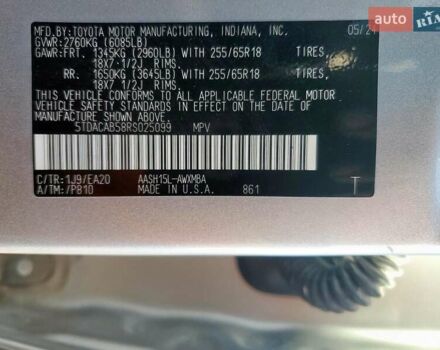 MFD.BY:TOYOTA MOTOR MANUFACTURING, INDIANA, INC. 05/24
GVWR:2760KG (6085LB)
GAWR:FRT. 1345KG (2960LB) WITH 255/65R18 TIRES,
18X7 1/2J RIMS.
RR. 1650KG (3645LB) WITH 255/65R18 TIRES,
18X7 1/2J RIMS.
THIS VEHICLE CONFORMS TO ALL APPLICABLE FEDERAL MOTOR
VEHICLE SAFETY AND THEFT PREVENTION
STANDARDS IN EFFECT ON THE DATE OF
MANUFACTURE SHOWN ABOVE.
5TDACAB58RS025099 MPV
C/TR:1J9/EA20 AASH15L-AWXMBA
A/TM:/P810 MADE IN U.S.A. 861 T
RIA